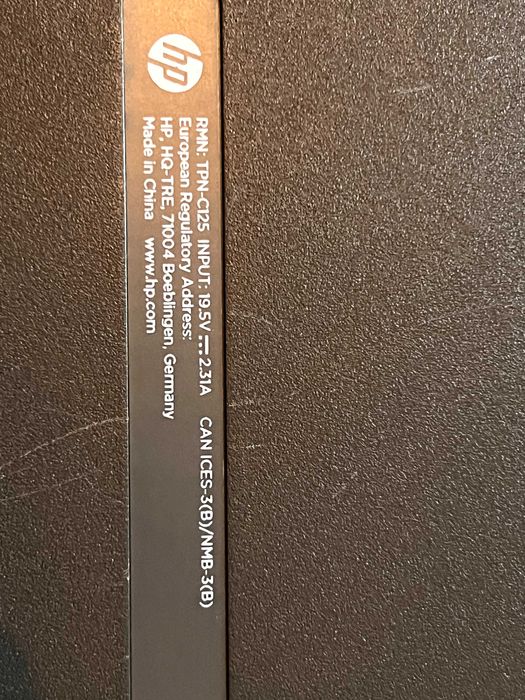 hp
RMN: TPN-C125 INPUT: 19.5V⎓2.31A CAN ICES-3(B)/NMB-3(B)
European Regulatory Address:
HP, HQ-TRE, 71004 Boeblingen, Germany
Made in China www.hp.com